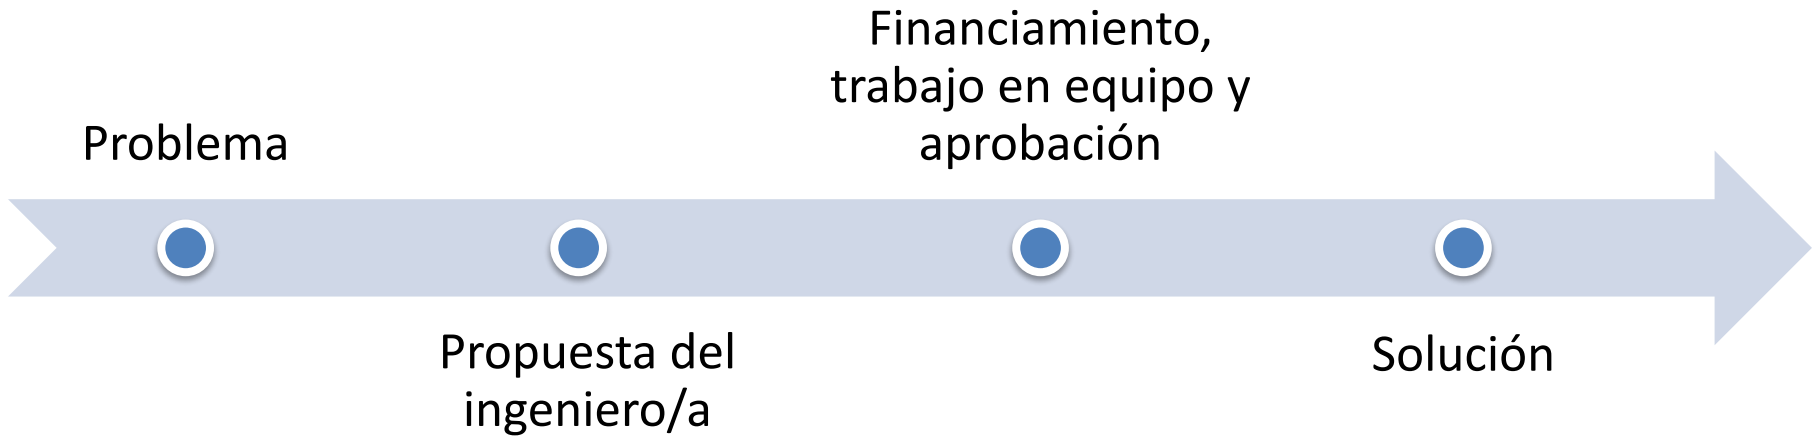 Problema
Propuesta del
ingeniero/a
Financiamiento,
trabajo en equipo y
aprobación
Solución